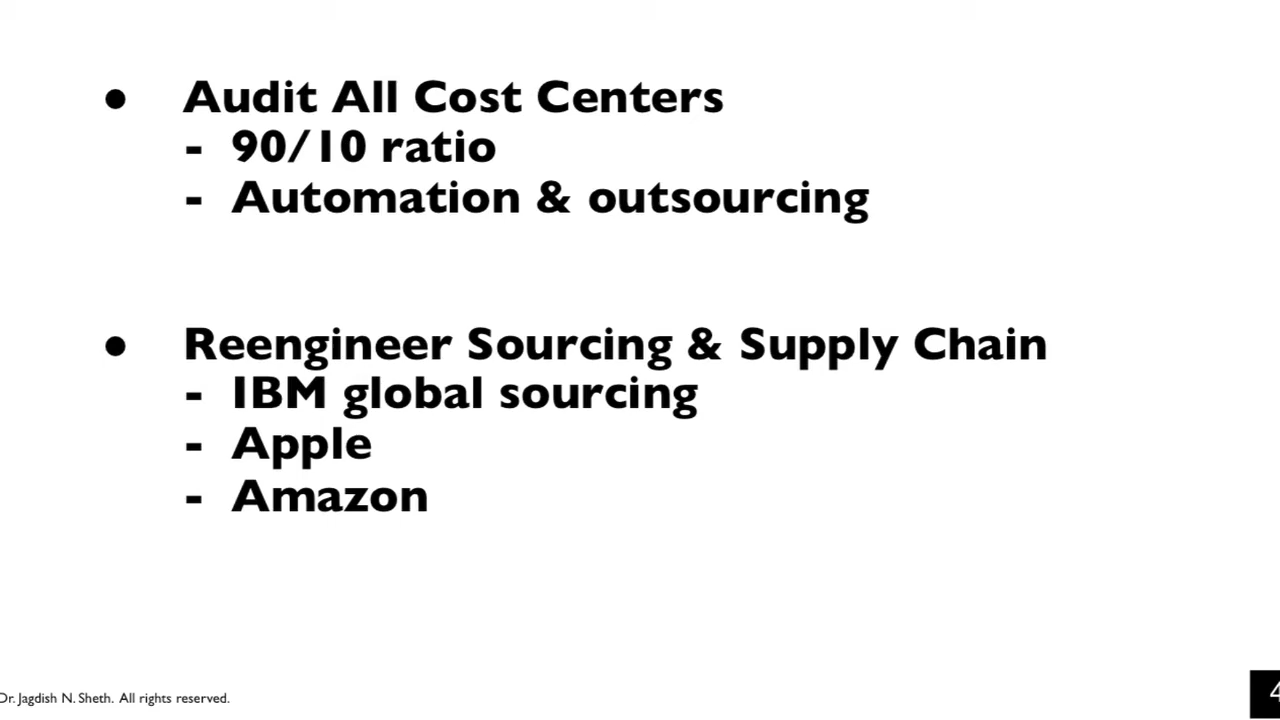 ● Audit All Cost Centers
- 90/10 ratio
- Automation & outsourcing
● Reengineer Sourcing & Supply Chain
- IBM global sourcing
- Apple
- Amazon
Dr. Jagdish N. Sheth. All rights reserved.
4